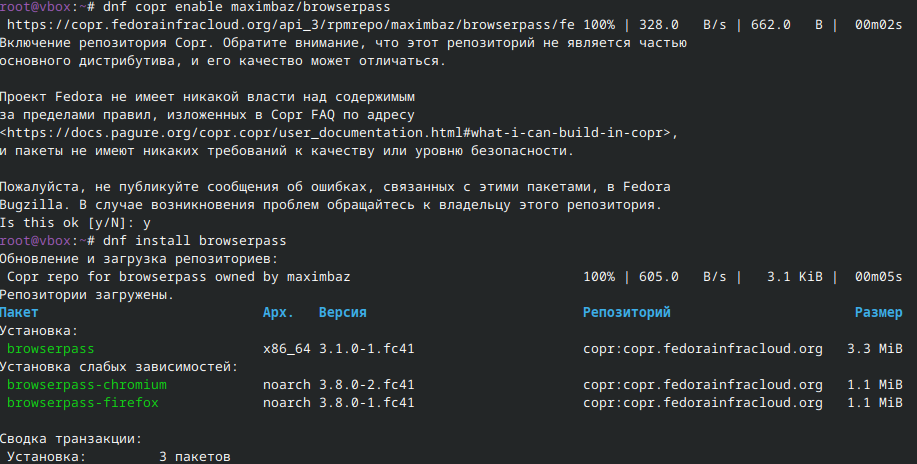 root@vbox:~# dnf copr enable maximbaz/browserpass
https://copr.fedorainfracloud.org/api_3/rpmrepo/maximbaz/browserpass/fe 100% | 328.0   B/s | 662.0   B |  00m02s
Включение репозитория Copr. Обратите внимание, что этот репозиторий не является частью
основного дистрибутива, и его качество может отличаться.
Проект Fedora не имеет никакой власти над содержимым
за пределами правил, изложенных в Copr FAQ по адресу
<https://docs.pagure.org/copr.copr/user_documentation.html#what-i-can-build-in-copr>,
и пакеты не имеют никаких требований к качеству или уровню безопасности.
Пожалуйста, не публикуйте сообщения об ошибках, связанных с этими пакетами, в Fedora
Bugzilla. В случае возникновения проблем обращайтесь к владельцу этого репозитория.
Is this ok [y/N]: y
root@vbox:~# dnf install browserpass
Обновление и загрузка репозиториев:
Copr repo for browserpass owned by maximbaz 100% | 605.0   B/s |   3.1 KiB |  00m05s
Репозитории загружены.
Пакет Арх. Версия Репозиторий Размер
Установка:
browserpass x86_64 3.1.0-1.fc41 copr:copr.fedorainfracloud.org 3.3 MiB
Установка слабых зависимостей:
browserpass-chromium noarch 3.8.0-2.fc41 copr:copr.fedorainfracloud.org 1.1 MiB
browserpass-firefox noarch 3.8.0-1.fc41 copr:copr.fedorainfracloud.org 1.1 MiB
Сводка транзакции:
Установка: 3 пакетов